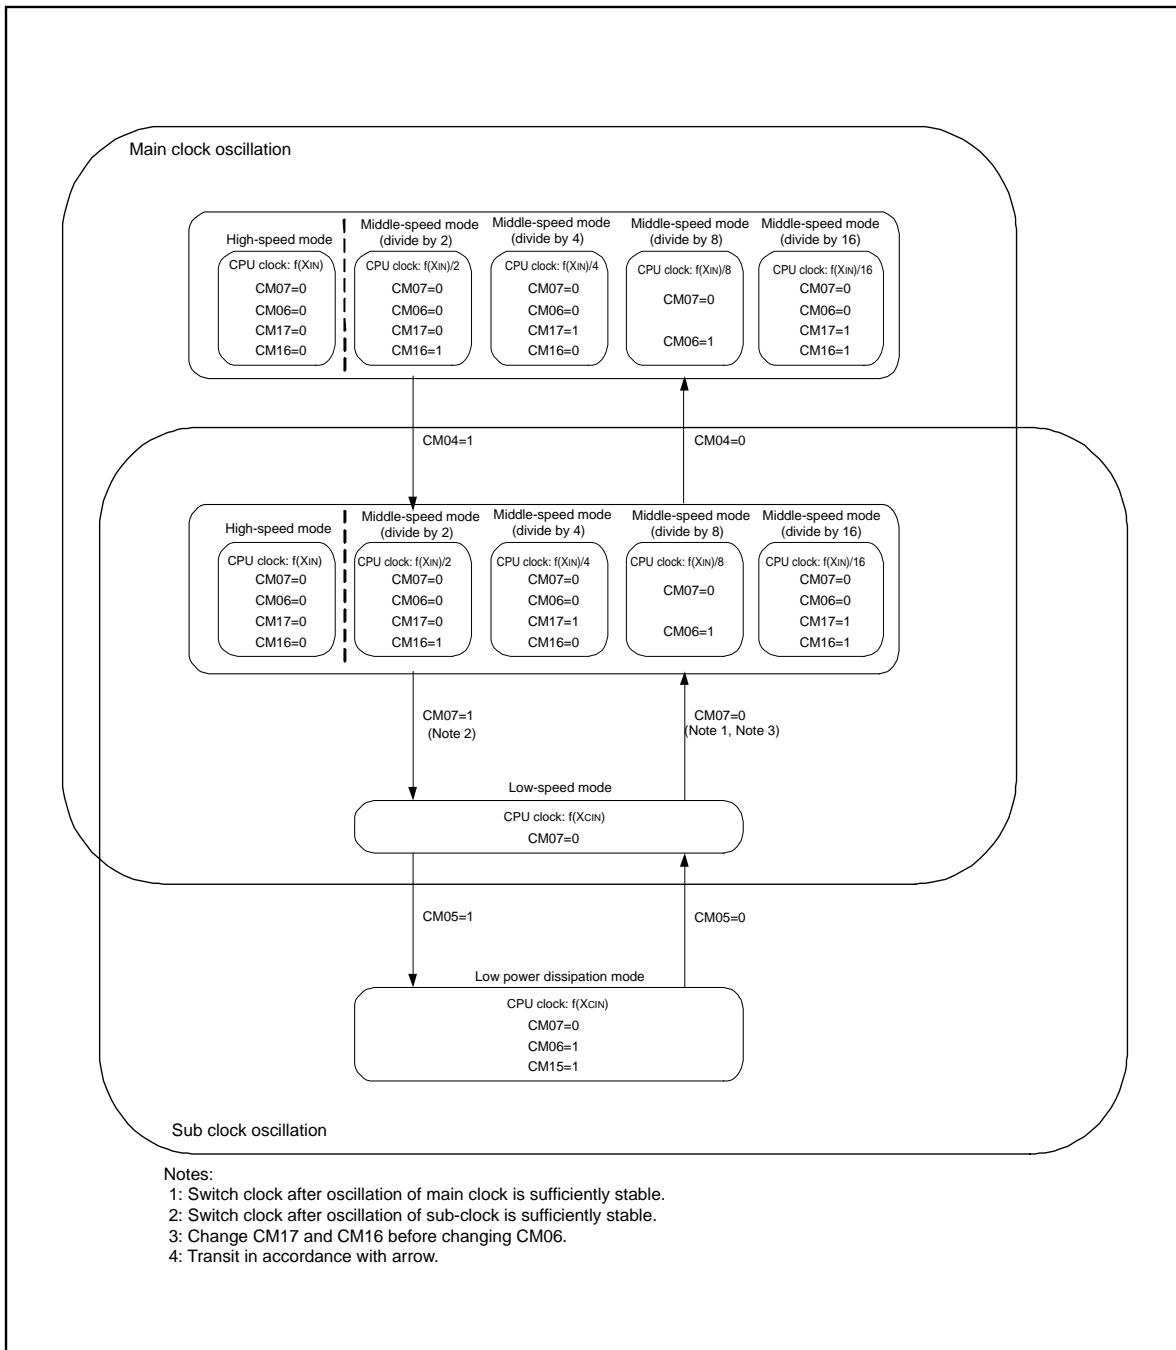 Main clock oscillation
High-speed mode
CPU clock: f(XIN)
CM07=0
CM06=0
CM17=0
CM16=0
Middle-speed mode
(divide by 2)
CPU clock: f(XIN)/2
CM07=0
CM06=0
CM17=0
CM16=1
Middle-speed mode
(divide by 4)
CPU clock: f(XIN)/4
CM07=0
CM06=0
CM17=1
CM16=0
Middle-speed mode
(divide by 8)
CPU clock: f(XIN)/8
CM07=0
CM06=1
Middle-speed mode
(divide by 16)
CPU clock: f(XIN)/16
CM07=0
CM06=0
CM17=1
CM16=1
CM04=1
CM04=0
High-speed mode
CPU clock: f(XIN)
CM07=0
CM06=0
CM17=0
CM16=0
Middle-speed mode
(divide by 2)
CPU clock: f(XIN)/2
CM07=0
CM06=0
CM17=0
CM16=1
Middle-speed mode
(divide by 4)
CPU clock: f(XIN)/4
CM07=0
CM06=0
CM17=1
CM16=0
Middle-speed mode
(divide by 8)
CPU clock: f(XIN)/8
CM07=0
CM06=1
Middle-speed mode
(divide by 16)
CPU clock: f(XIN)/16
CM07=0
CM06=0
CM17=1
CM16=1
CM07=1
(Note 2)
CM07=0
(Note 1, Note 3)
Low-speed mode
CPU clock: f(XCIN)
CM07=0
CM05=1
CM05=0
Low power dissipation mode
CPU clock: f(XCIN)
CM07=0
CM06=1
CM15=1
Sub clock oscillation
Notes:
1: Switch clock after oscillation of main clock is sufficiently stable.
2: Switch clock after oscillation of sub-clock is sufficiently stable.
3: Change CM17 and CM16 before changing CM06.
4: Transit in accordance with arrow.